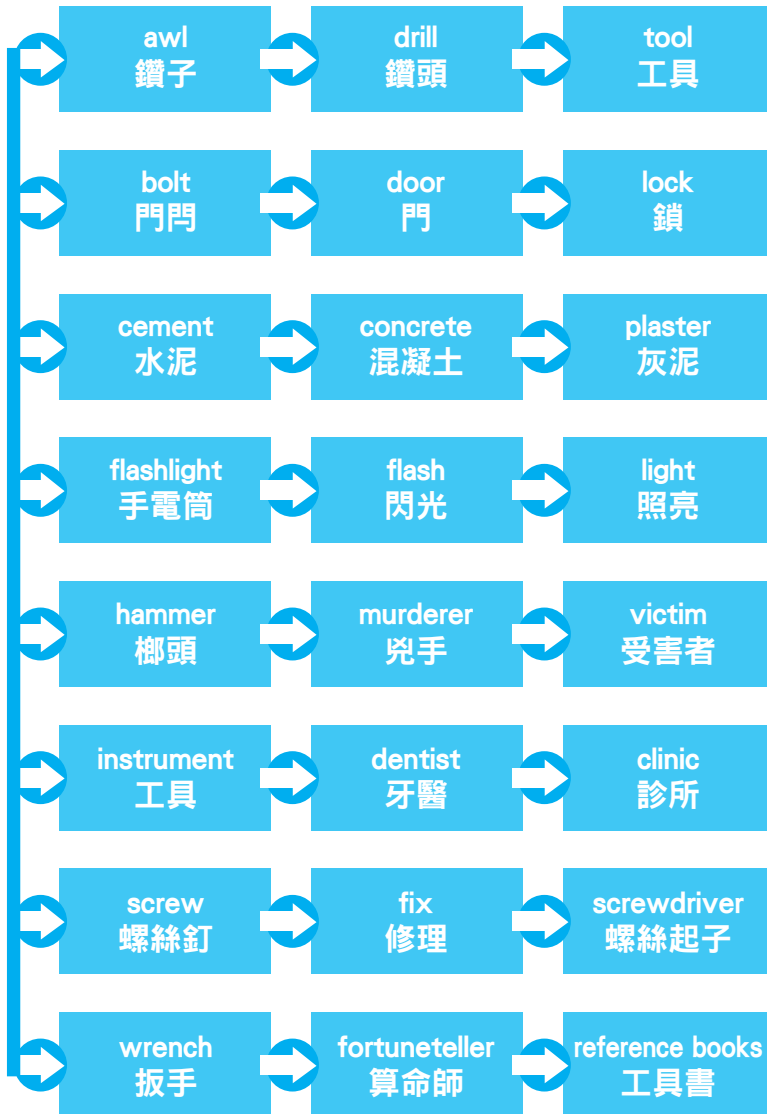 awl
鑽子
drill
鑽頭
tool
工具
bolt
門閂
door
門
lock
鎖
cement
水泥
concrete
混凝土
plaster
灰泥
flashlight
手電筒
flash
閃光
light
照亮
hammer
榔頭
murderer
兇手
victim
受害者
instrument
工具
dentist
牙醫
clinic
診所
screw
螺絲釘
fix
修理
screwdriver
螺絲起子
wrench
扳手
fortuneteller
算命師
reference books
工具書